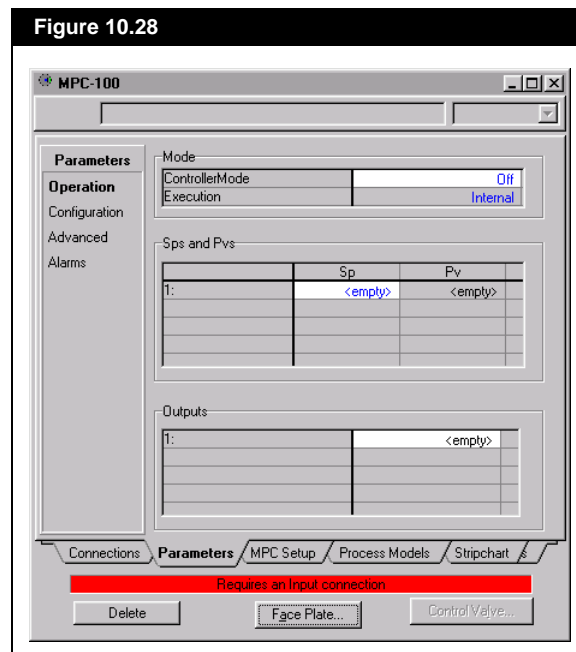 Figure 10.28
MPC-100
Parameters
Operation
Configuration
Advanced
Alarms
Mode
ControllerMode Off
Execution Internal
Sps and Pvs
Sp Pv
1: <empty> <empty>
Outputs
1: <empty>
Connections Parameters MPC Setup Process Models Stripchart
Requires an Input connection
Delete Face Plate... Control Valve...